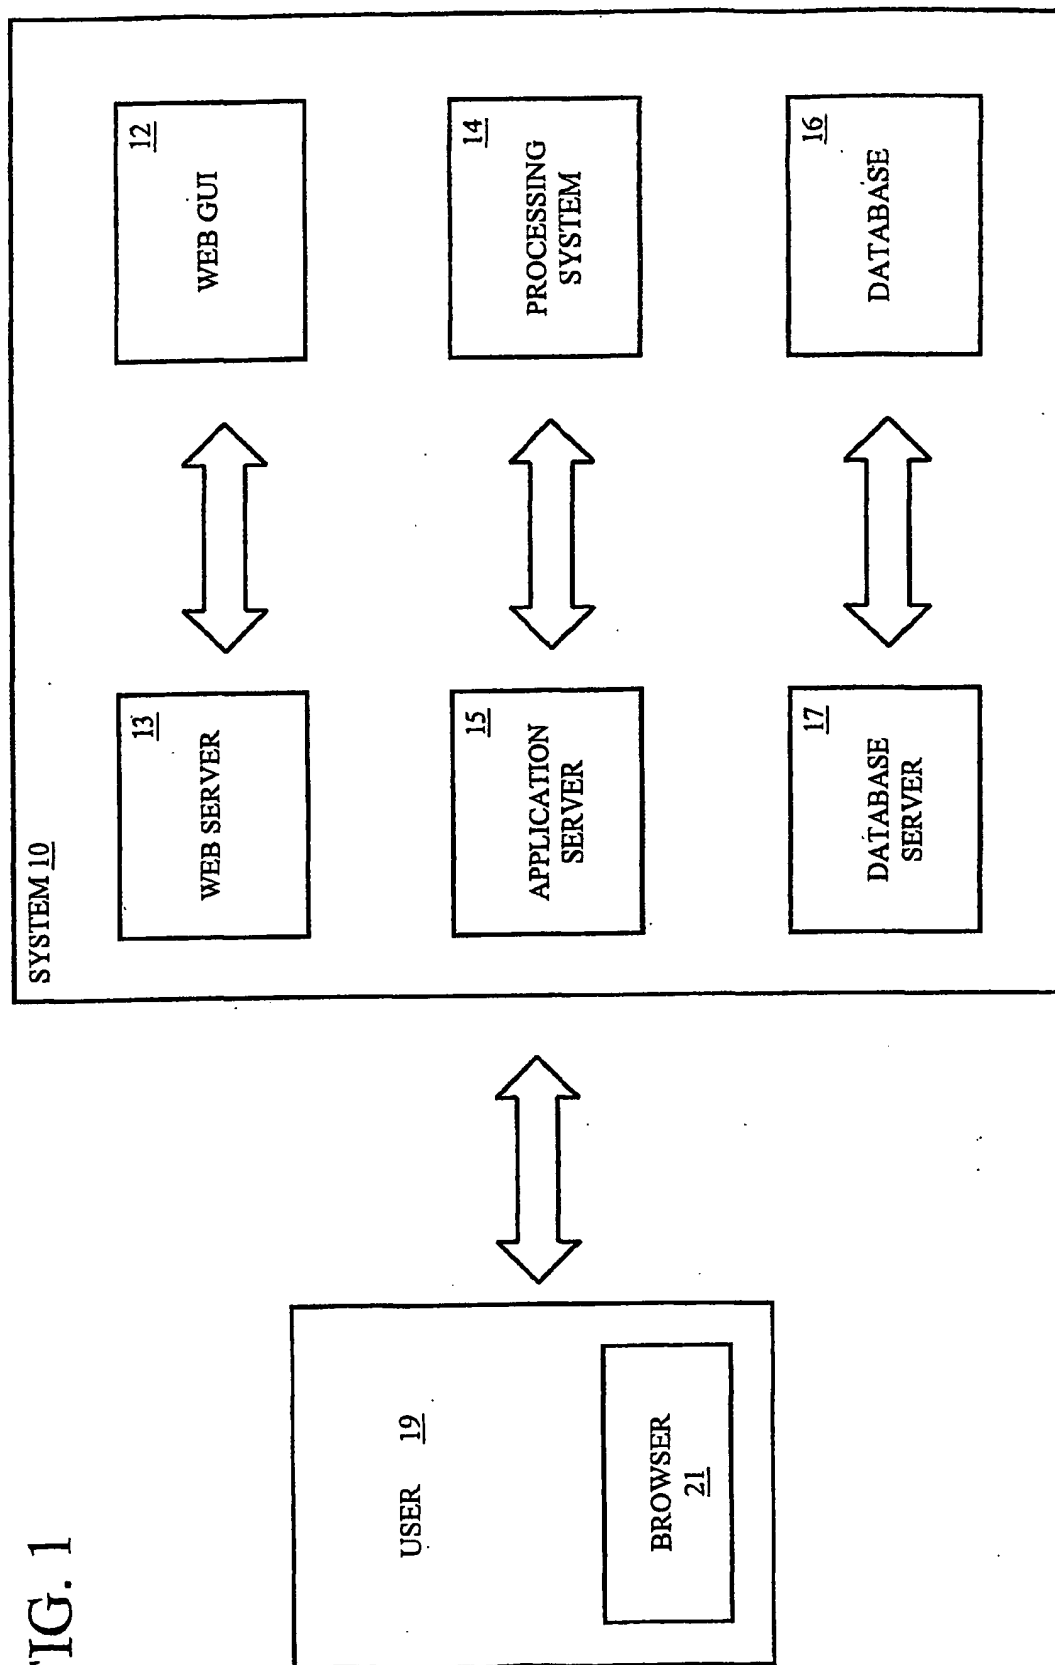 FIG. 1
USER 19
BROWSER
21
SYSTEM 10
WEB SERVER
13
WEB GUI
12
APPLICATION
SERVER
15
PROCESSING
SYSTEM
14
DATABASE
SERVER
17
DATABASE
16